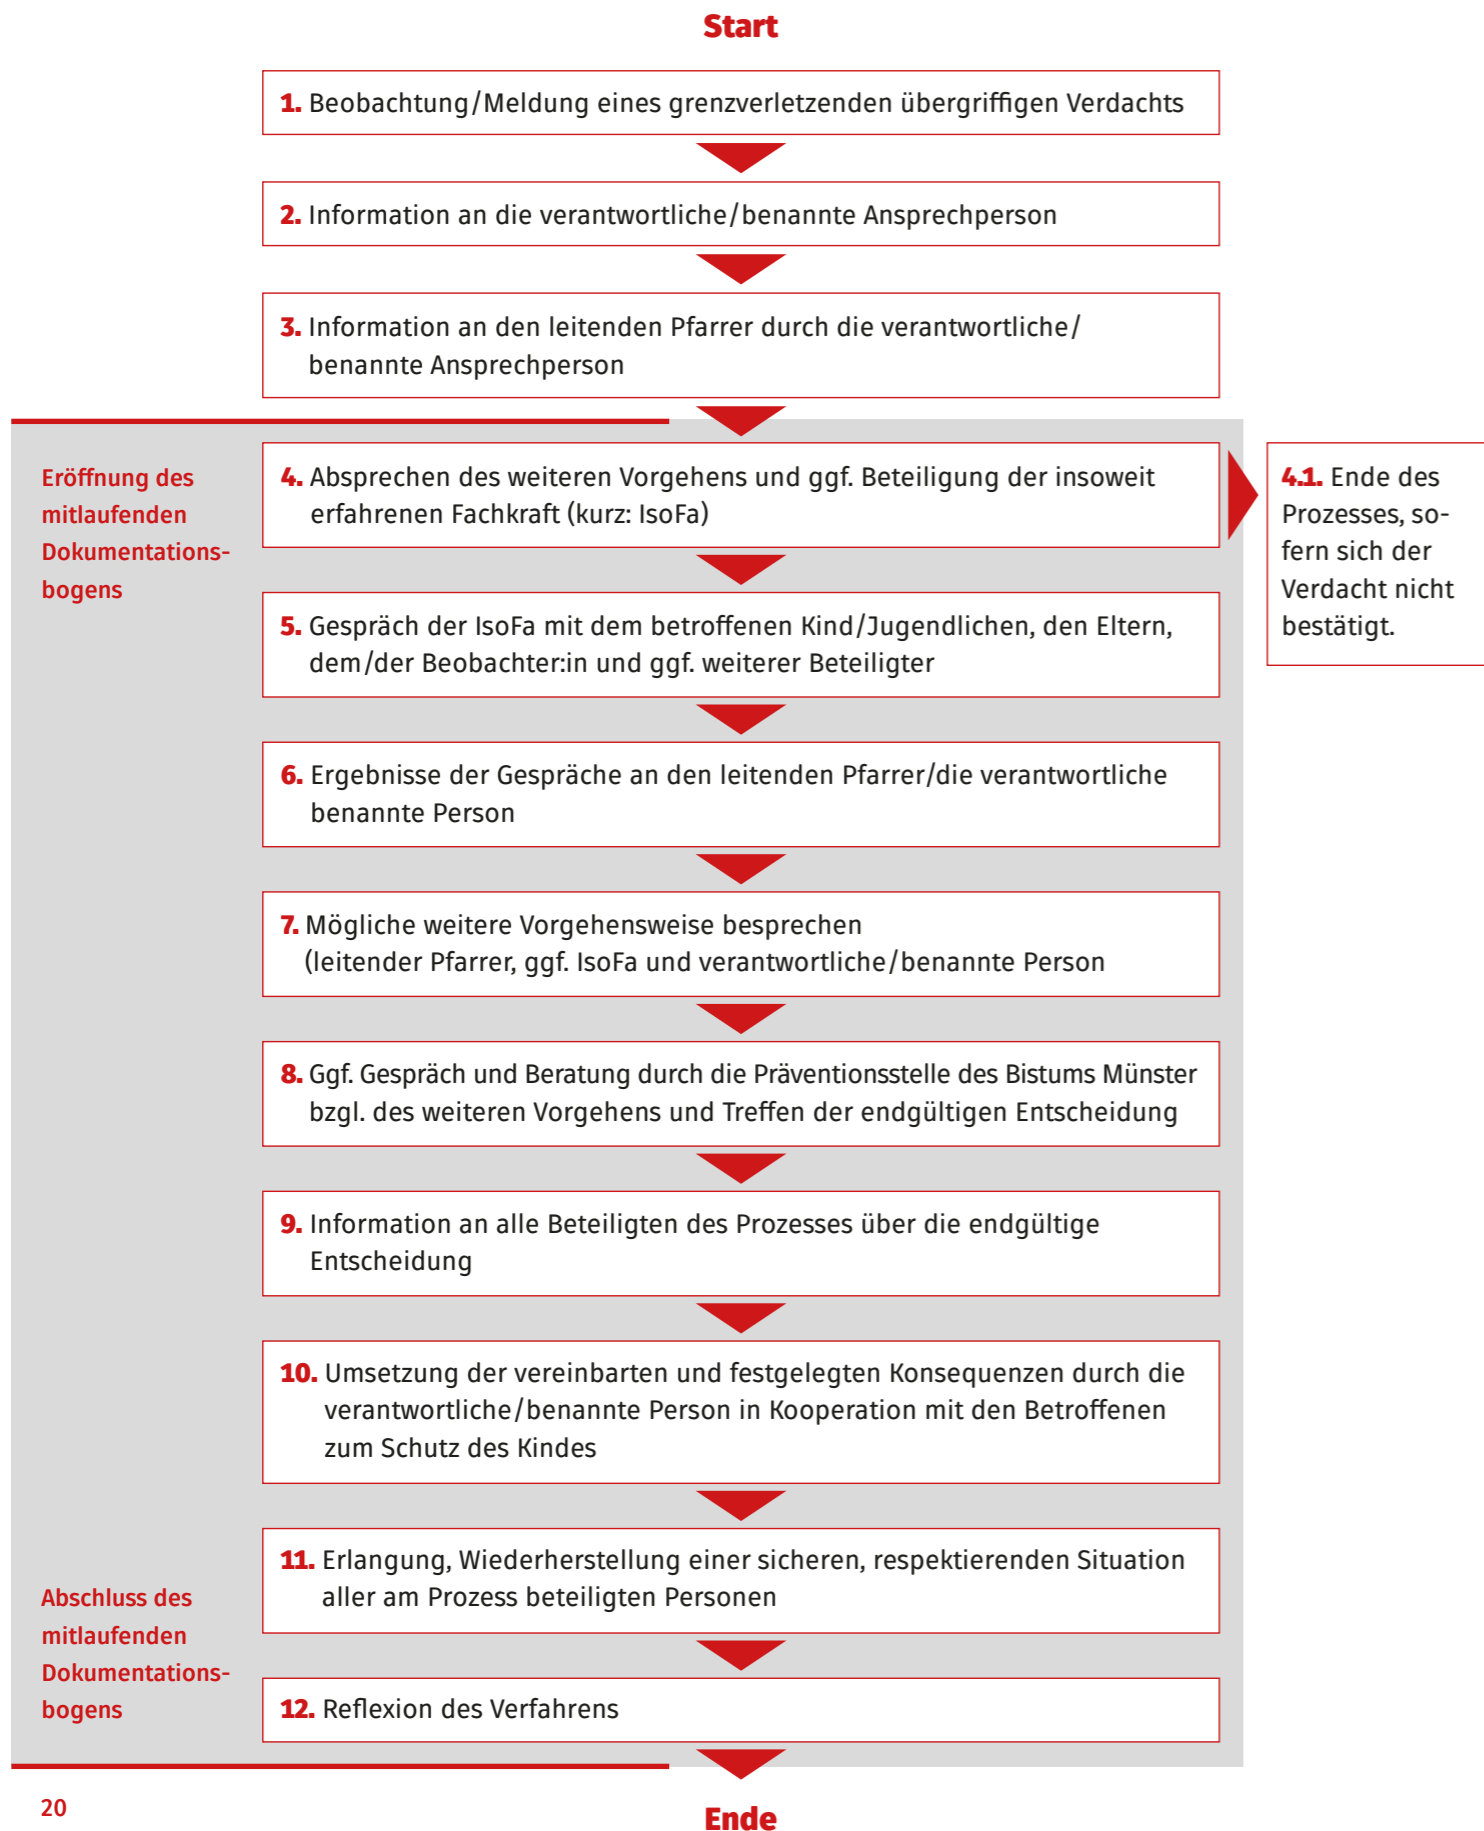 Start
1. Beobachtung/Meldung eines grenzverletzenden übergriffigen Verdachts
2. Information an die verantwortliche/benannte Ansprechperson
3. Information an den leitenden Pfarrer durch die verantwortliche/
benannte Ansprechperson
Eröffnung des
mitlaufenden
Dokumentations-
bogens
4. Absprechen des weiteren Vorgehens und ggf. Beteiligung der insoweit
erfahrenen Fachkraft (kurz: IsoFa)
4.1. Ende des
Prozesses, so-
fern sich der
Verdacht nicht
bestätigt.
5. Gespräch der IsoFa mit dem betroffenen Kind/Jugendlichen, den Eltern,
dem/der Beobachter:in und ggf. weiterer Beteiligter
6. Ergebnisse der Gespräche an den leitenden Pfarrer/die verantwortliche
benannte Person
7. Mögliche weitere Vorgehensweise besprechen
(leitender Pfarrer, ggf. IsoFa und verantwortliche/benannte Person
8. Ggf. Gespräch und Beratung durch die Präventionsstelle des Bistums Münster
bzgl. des weiteren Vorgehens und Treffen der endgültigen Entscheidung
9. Information an alle Beteiligten des Prozesses über die endgültige
Entscheidung
10. Umsetzung der vereinbarten und festgelegten Konsequenzen durch die
verantwortliche/benannte Person in Kooperation mit den Betroffenen
zum Schutz des Kindes
11. Erlangung, Wiederherstellung einer sicheren, respektierenden Situation
aller am Prozess beteiligten Personen
Abschluss des
mitlaufenden
Dokumentations-
bogens
12. Reflexion des Verfahrens
20
Ende